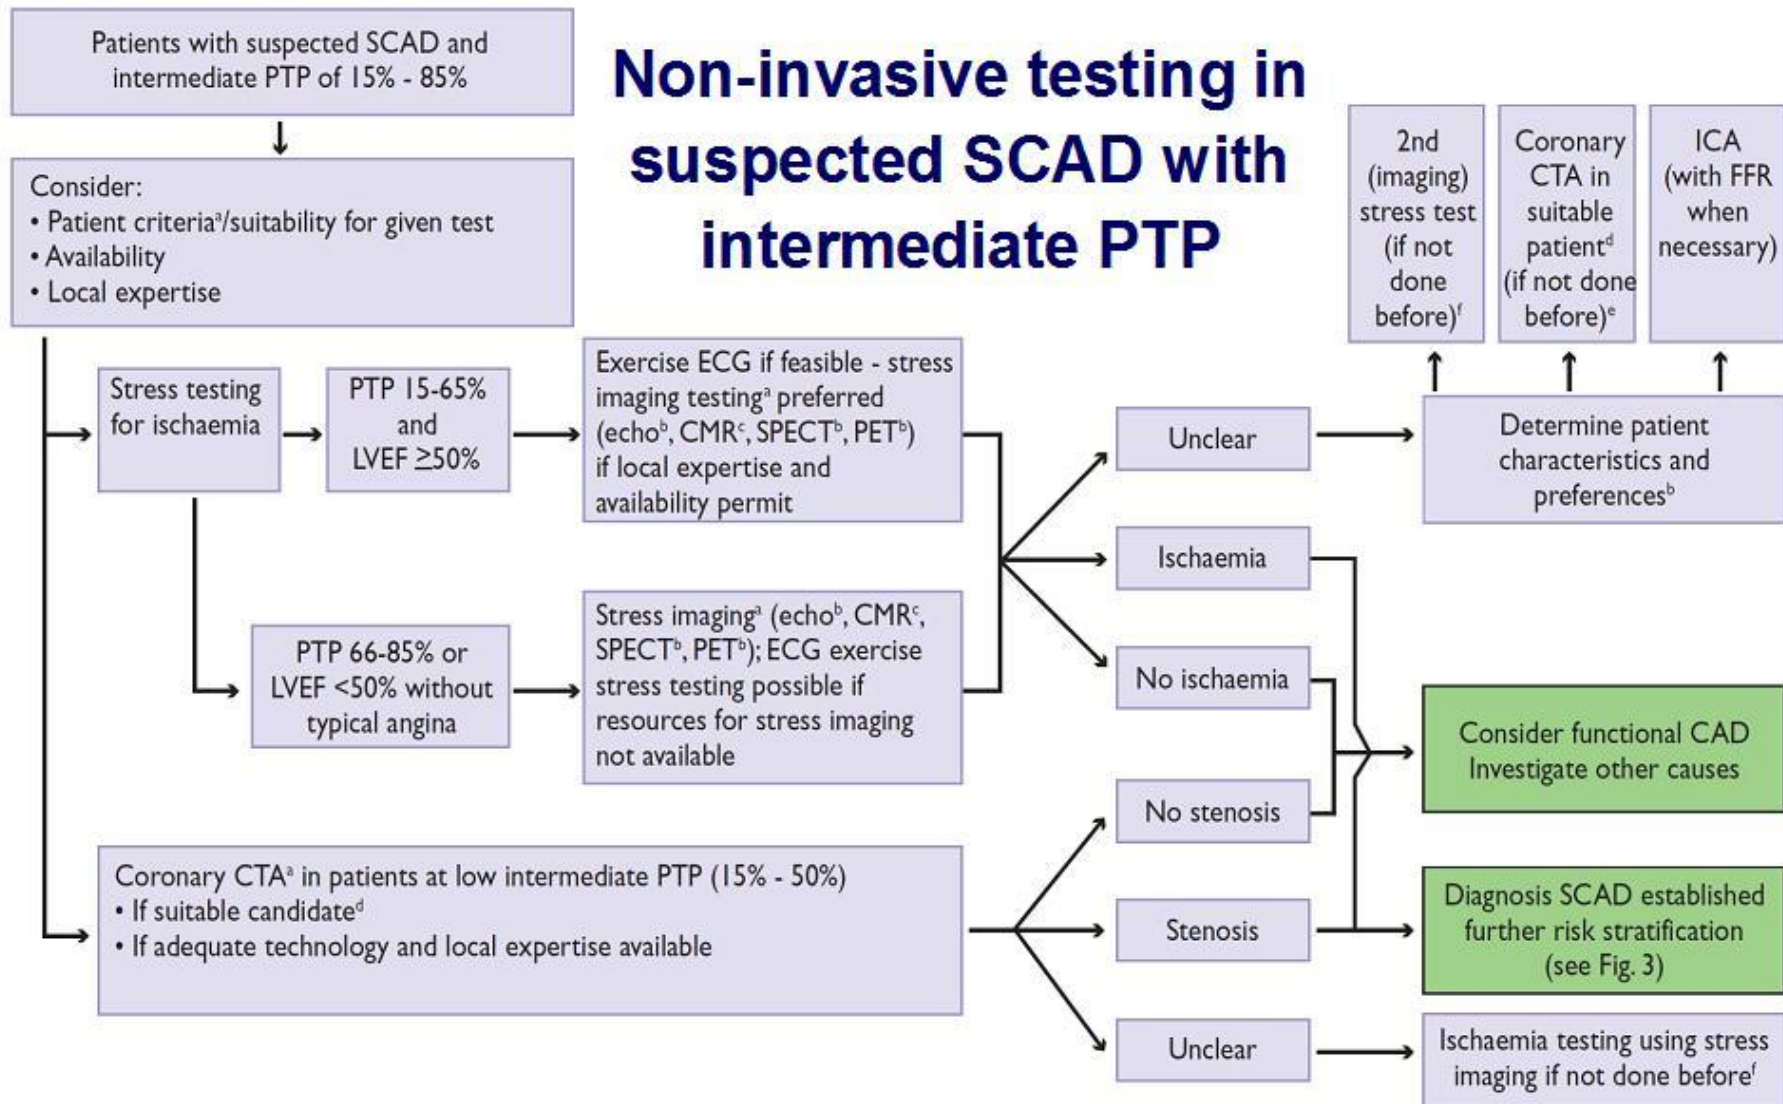 Patients with suspected SCAD and
intermediate PTP of 15% - 85%
Non-invasive testing in
suspected SCAD with
intermediate PTP
Consider:
• Patient criteriaᵃ/suitability for given test
• Availability
• Local expertise
2nd
(imaging)
stress test
(if not
done
before)ᶠ
Coronary
CTA in
suitable
patientᵈ
(if not done
before)ᵉ
ICA
(with FFR
when
necessary)
Stress testing
for ischaemia
PTP 15-65%
and
LVEF ≥50%
Exercise ECG if feasible - stress
imaging testingᵃ preferred
(echoᵇ, CMRᶜ, SPECTᵇ, PETᵇ)
if local expertise and
availability permit
Unclear
Determine patient
characteristics and
preferencesᵇ
Ischaemia
PTP 66-85% or
LVEF <50% without
typical angina
Stress imagingᵃ (echoᵇ, CMRᶜ,
SPECTᵇ, PETᵇ); ECG exercise
stress testing possible if
resources for stress imaging
not available
No ischaemia
Consider functional CAD
Investigate other causes
No stenosis
Coronary CTAᵃ in patients at low intermediate PTP (15% - 50%)
• If suitable candidateᵈ
• If adequate technology and local expertise available
Stenosis
Diagnosis SCAD established
further risk stratification
(see Fig. 3)
Unclear
Ischaemia testing using stress
imaging if not done beforeᶠ